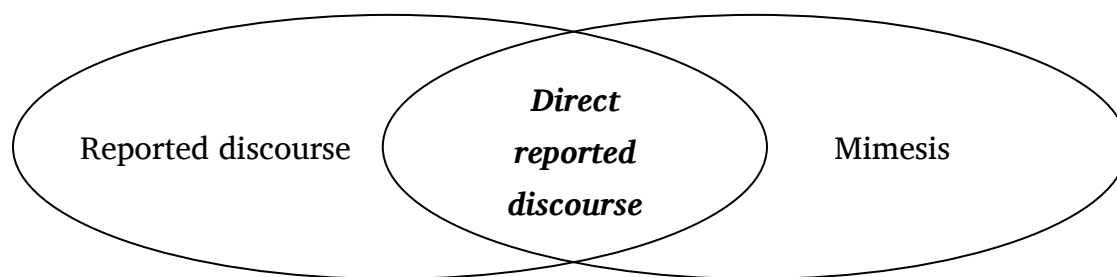 Reported discourse
Direct
reported
discourse
Mimesis